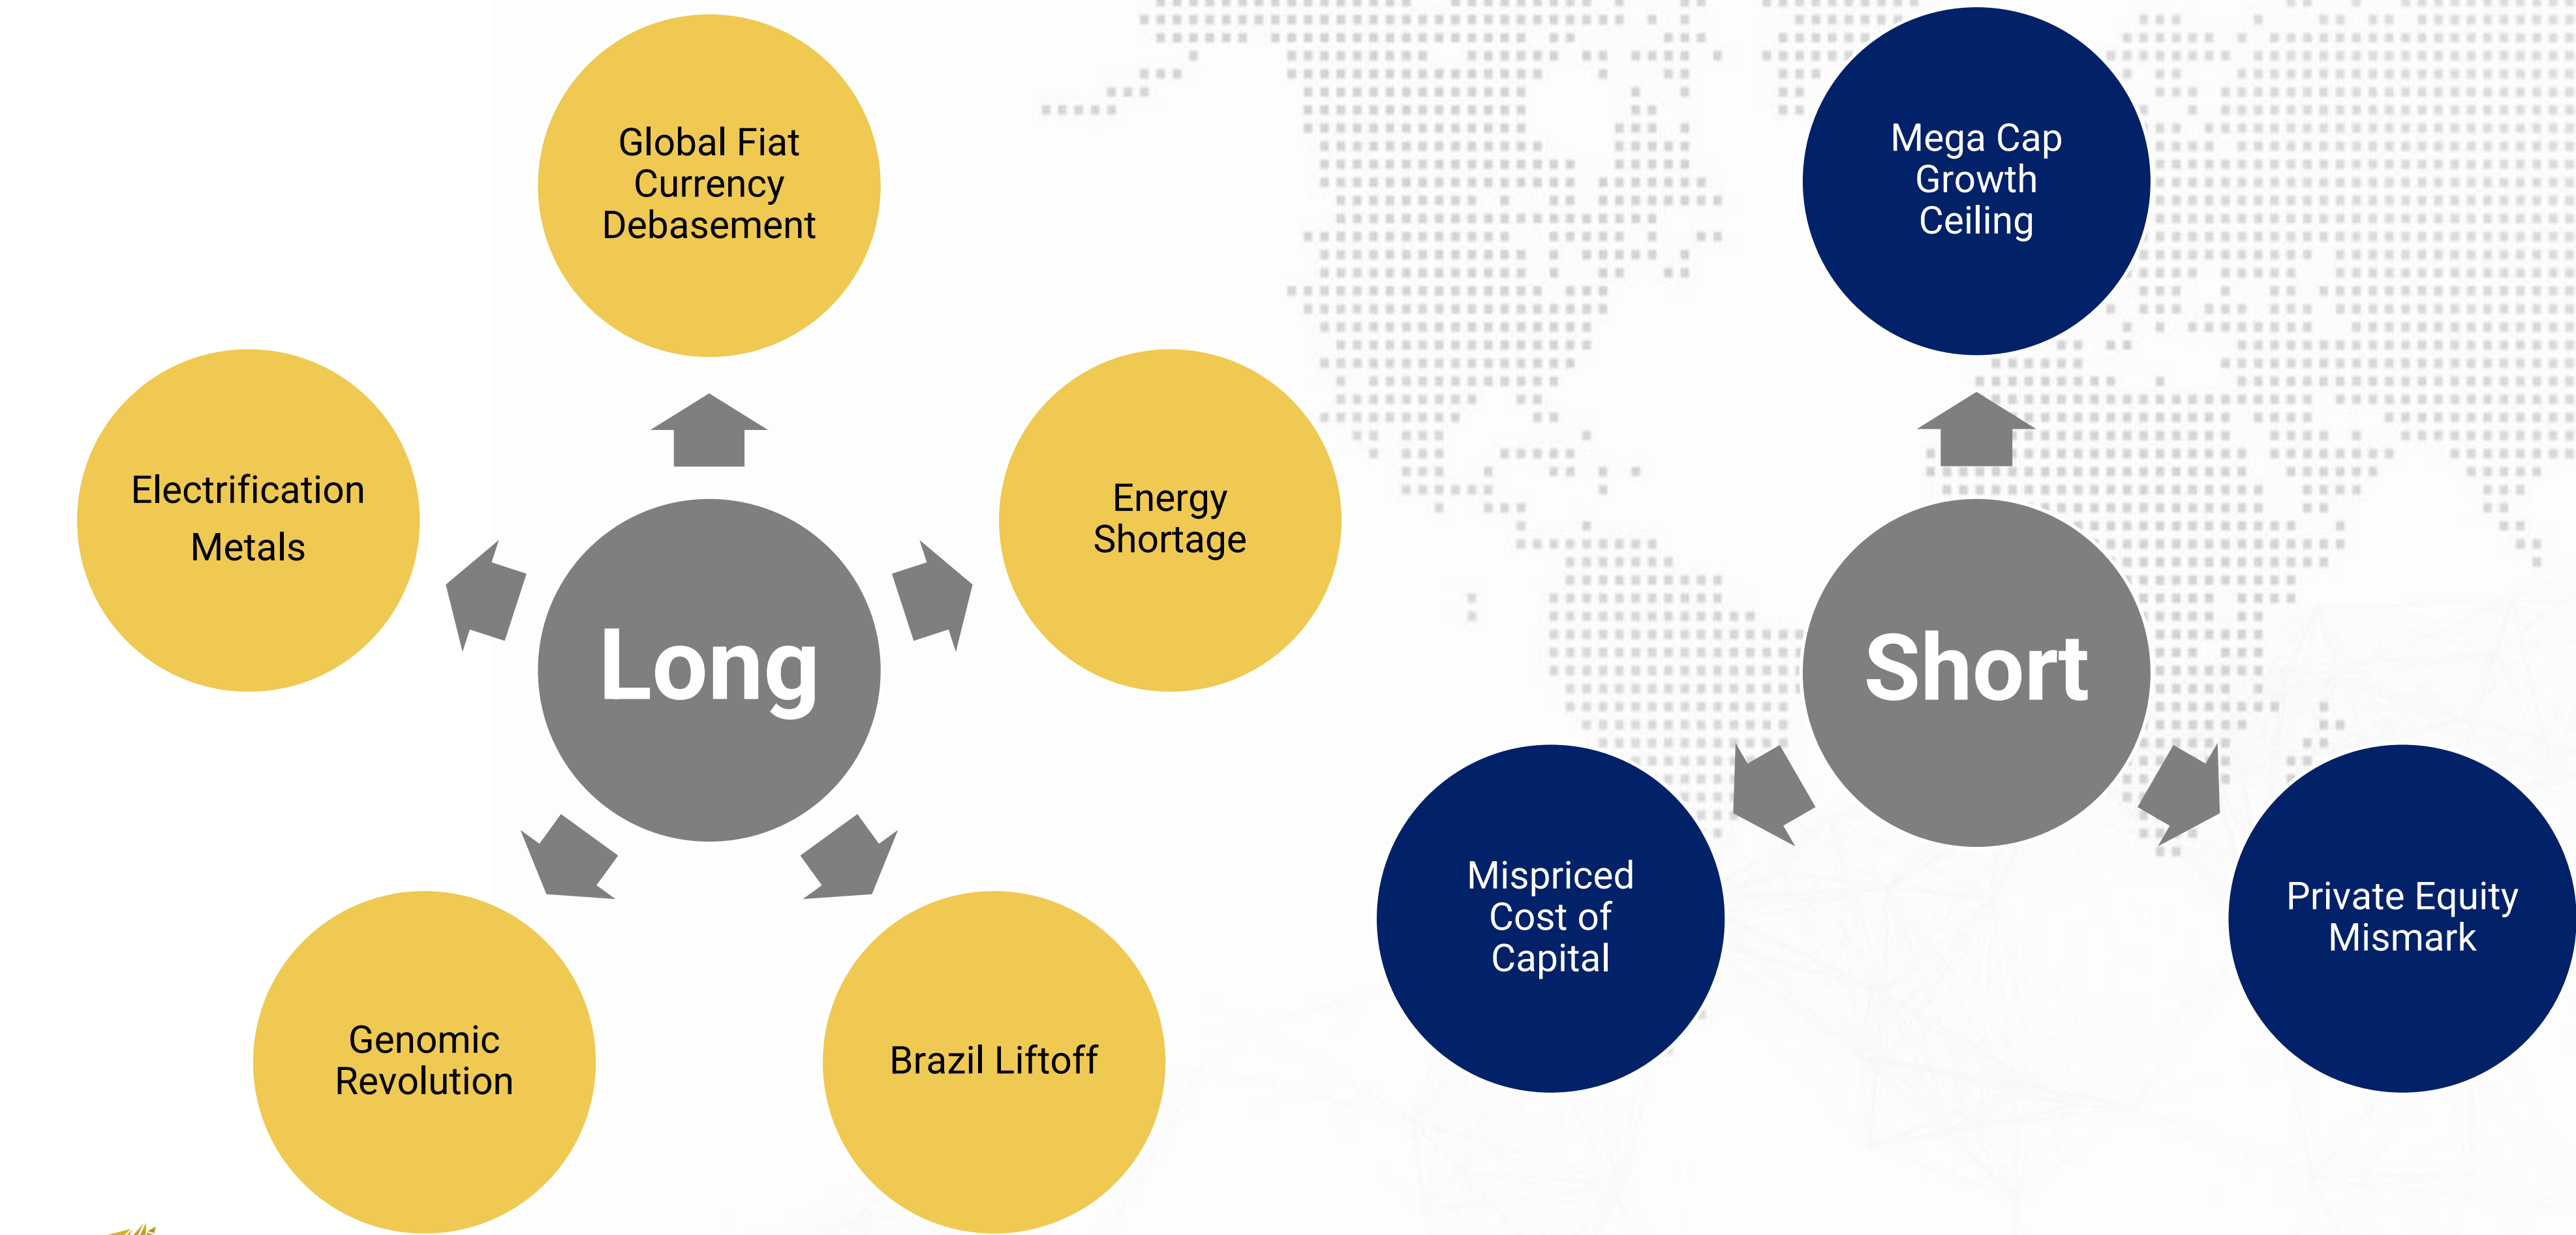 Global Fiat
Currency
Debasement
Electrification
Metals
Energy
Shortage
Long
Genomic
Revolution
Brazil Liftoff
Mega Cap
Growth
Ceiling
Short
Mispriced
Cost of
Capital
Private Equity
Mismark